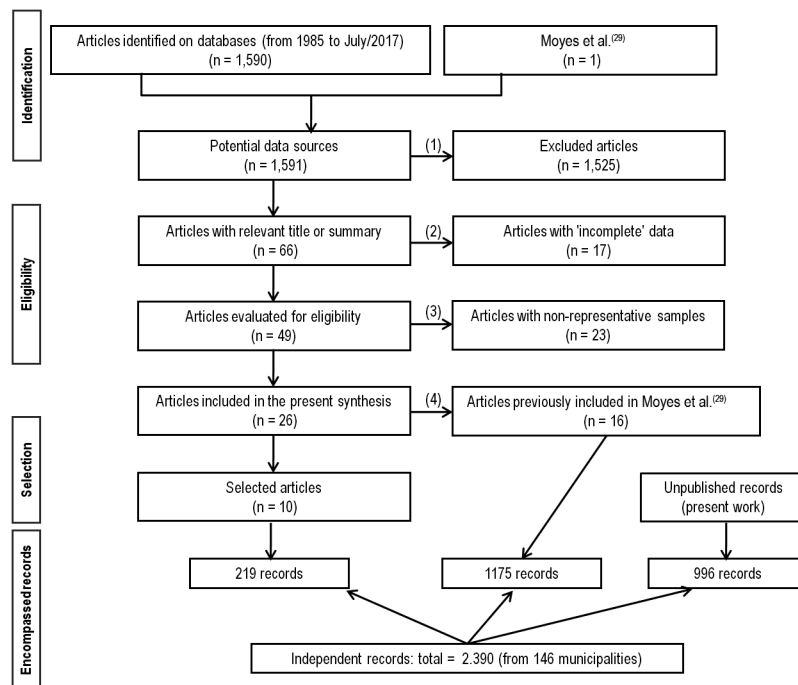 Identification
Articles identified on databases (from 1985 to July/2017)
(n = 1,590)
Moyes et al.(29)
(n = 1)
Potential data sources
(n = 1,591)
(1)
Excluded articles
(n = 1,525)
Eligibility
Articles with relevant title or summary
(n = 66)
(2)
Articles with 'incomplete' data
(n = 17)
Articles evaluated for eligibility
(n = 49)
(3)
Articles with non-representative samples
(n = 23)
Articles included in the present synthesis
(n = 26)
(4)
Articles previously included in Moyes et al.(29)
(n = 16)
Selection
Selected articles
(n = 10)
Unpublished records
(present work)
Encompassed records
219 records
1175 records
996 records
Independent records: total = 2.390 (from 146 municipalities)